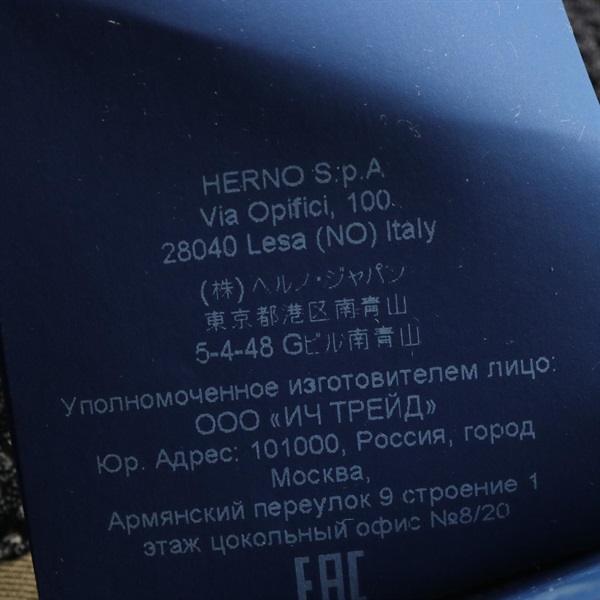 HERNO S.p.A
Via Opifici, 100
28040 Lesa (NO) Italy
(株) ヘルノ・ジャパン
東京都港区南青山
5-4-48 Gビル南青山
Уполномоченное изготовителем лицо:
ООО «ИЧ ТРЕЙД»
Юр. Адрес: 101000, Россия, город
Москва,
Армянский переулок 9 строение 1
этаж цокольный офис №8/20
EAC